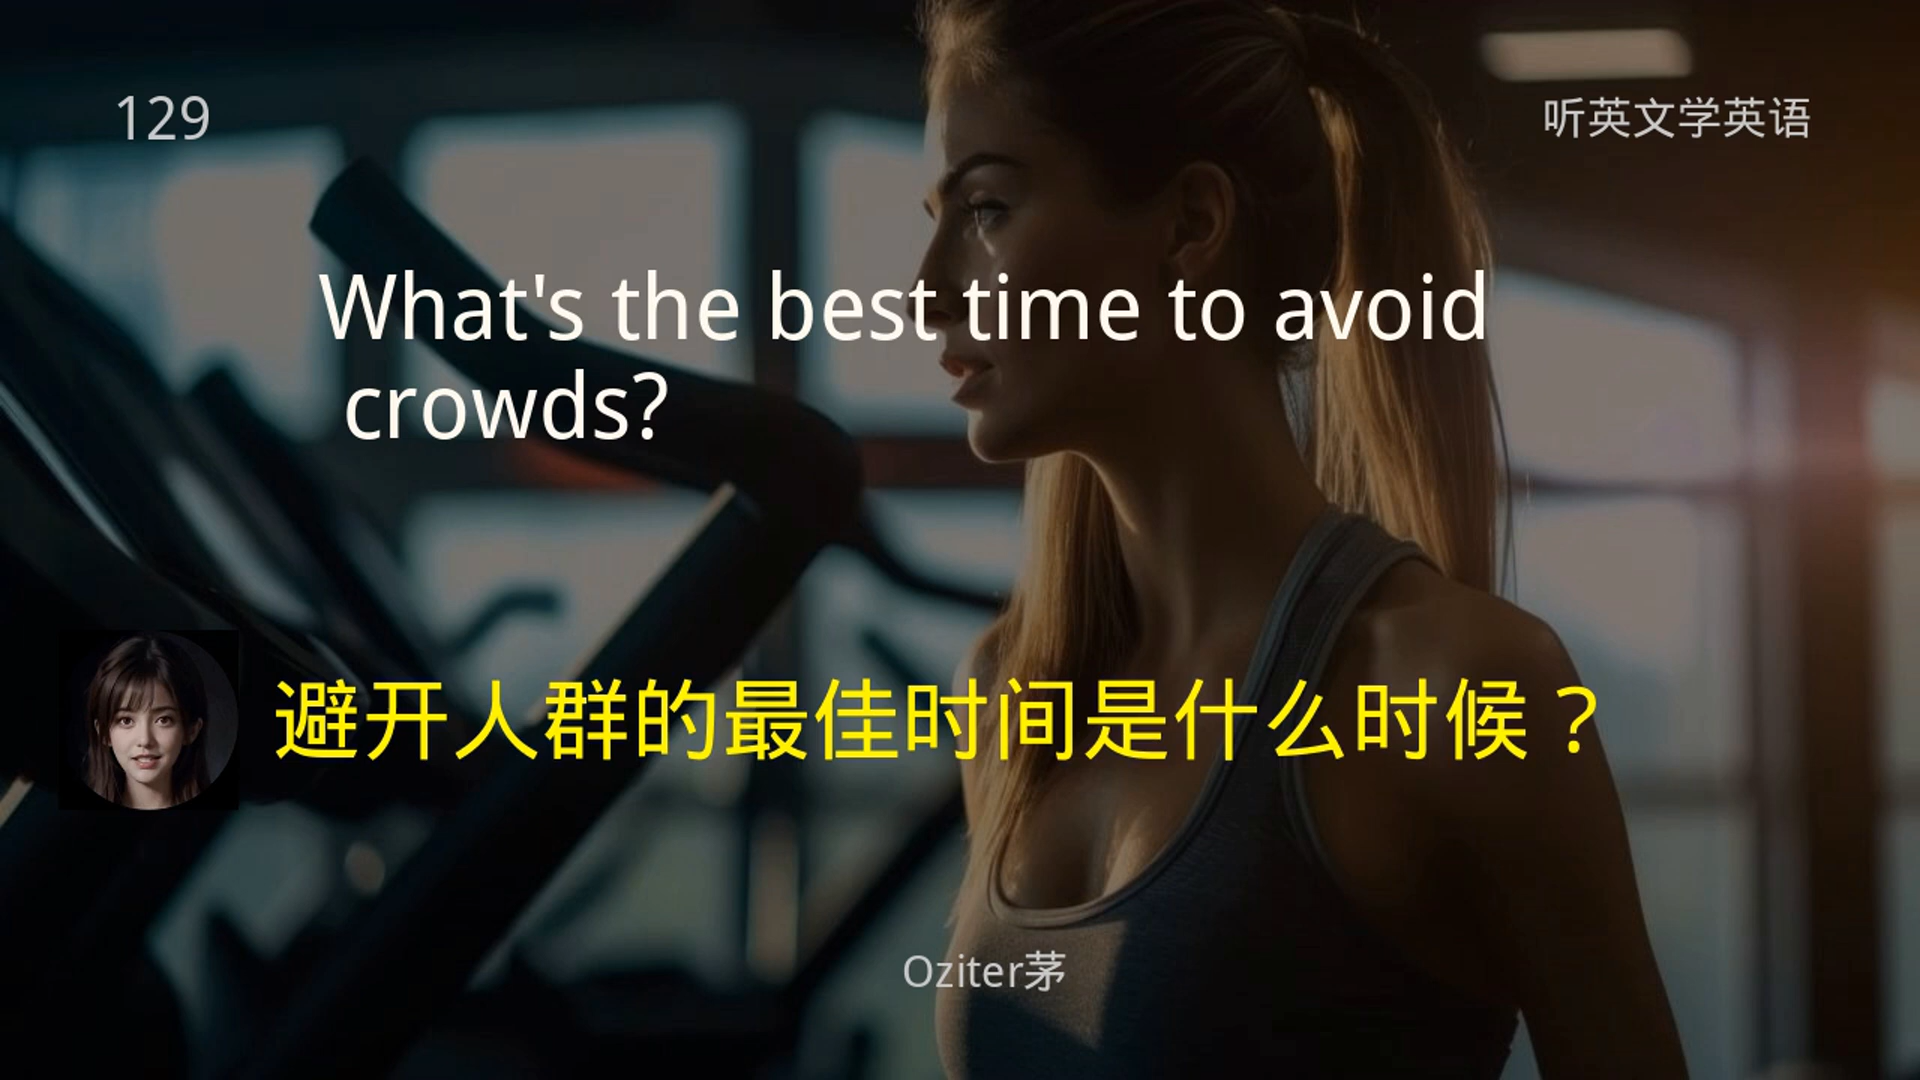 129
听英文学英语
What's the best time to avoid
crowds?
避开人群的最佳时间是什么时候？
Oziter茅